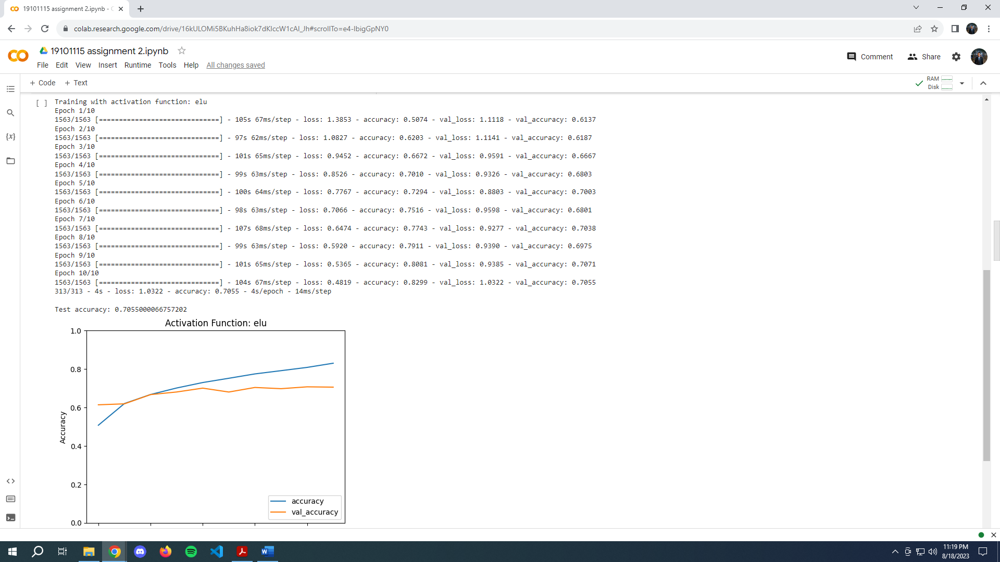 19101115 assignment 2.ipynb - C
colab.research.google.com/drive/16kULOMi5BKuhHa8iok7dKIccW1cAI_Jh#scrollTo=e4-IbigGpNY0
19101115 assignment 2.ipynb
Comment
Share
File Edit View Insert Runtime Tools Help All changes saved
+ Code + Text
RAM
Disk
[ ] Training with activation function: elu
Epoch 1/10
1563/1563 [==============================] - 105s 67ms/step - loss: 1.3853 - accuracy: 0.5074 - val_loss: 1.1118 - val_accuracy: 0.6137
Epoch 2/10
1563/1563 [==============================] - 97s 62ms/step - loss: 1.0827 - accuracy: 0.6203 - val_loss: 1.1141 - val_accuracy: 0.6187
Epoch 3/10
1563/1563 [==============================] - 101s 65ms/step - loss: 0.9452 - accuracy: 0.6672 - val_loss: 0.9591 - val_accuracy: 0.6667
Epoch 4/10
1563/1563 [==============================] - 99s 63ms/step - loss: 0.8526 - accuracy: 0.7010 - val_loss: 0.9326 - val_accuracy: 0.6803
Epoch 5/10
1563/1563 [==============================] - 100s 64ms/step - loss: 0.7767 - accuracy: 0.7294 - val_loss: 0.8803 - val_accuracy: 0.7003
Epoch 6/10
1563/1563 [==============================] - 98s 63ms/step - loss: 0.7066 - accuracy: 0.7516 - val_loss: 0.9598 - val_accuracy: 0.6801
Epoch 7/10
1563/1563 [==============================] - 107s 68ms/step - loss: 0.6474 - accuracy: 0.7743 - val_loss: 0.9277 - val_accuracy: 0.7038
Epoch 8/10
1563/1563 [==============================] - 99s 63ms/step - loss: 0.5920 - accuracy: 0.7911 - val_loss: 0.9390 - val_accuracy: 0.6975
Epoch 9/10
1563/1563 [==============================] - 101s 65ms/step - loss: 0.5365 - accuracy: 0.8081 - val_loss: 0.9385 - val_accuracy: 0.7071
Epoch 10/10
1563/1563 [==============================] - 104s 67ms/step - loss: 0.4819 - accuracy: 0.8299 - val_loss: 1.0322 - val_accuracy: 0.7055
313/313 - 4s - loss: 1.0322 - accuracy: 0.7055 - 4s/epoch - 14ms/step
Test accuracy: 0.7055000066757202
Activation Function: elu
1.0
0.8
0.6
Accuracy
0.4
0.2
0.0
accuracy
val_accuracy
{x}
11:19 PM
8/18/2023